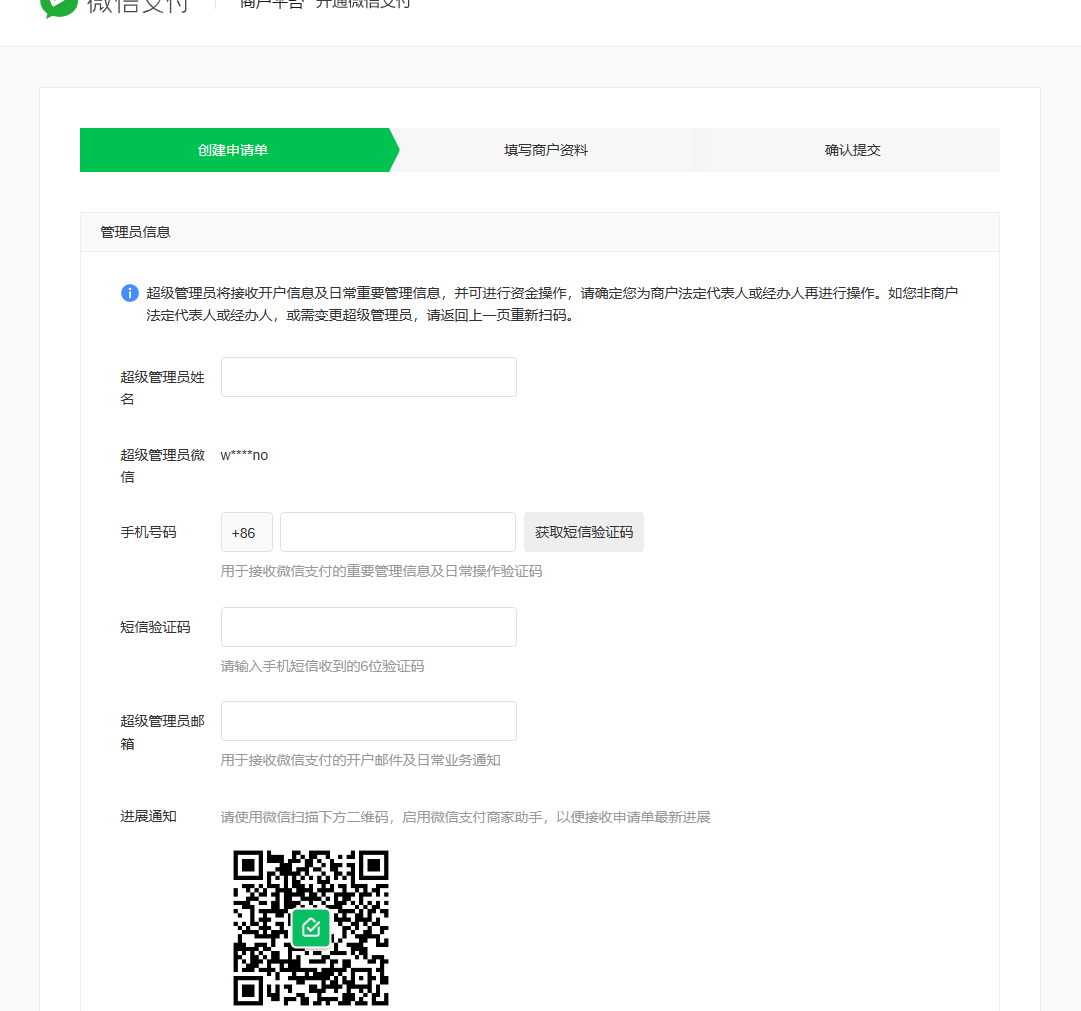 微信支付
商户平台 · 开通微信支付
创建申请单
填写商户资料
确认提交
管理员信息
超级管理员将接收开户信息及日常重要管理信息，并可进行资金操作，请确定您为商户法定代表人或经办人再进行操作。如您非商户
法定代表人或经办人，或需变更超级管理员，请返回上一页重新扫码。
超级管理员姓
名
超级管理员微
信
w****no
手机号码
+86
获取短信验证码
用于接收微信支付的重要管理信息及日常操作验证码
短信验证码
请输入手机短信收到的6位验证码
超级管理员邮
箱
用于接收微信支付的开户邮件及日常业务通知
进展通知
请使用微信扫描下方二维码，启用微信支付商家助手，以便接收申请单最新进展